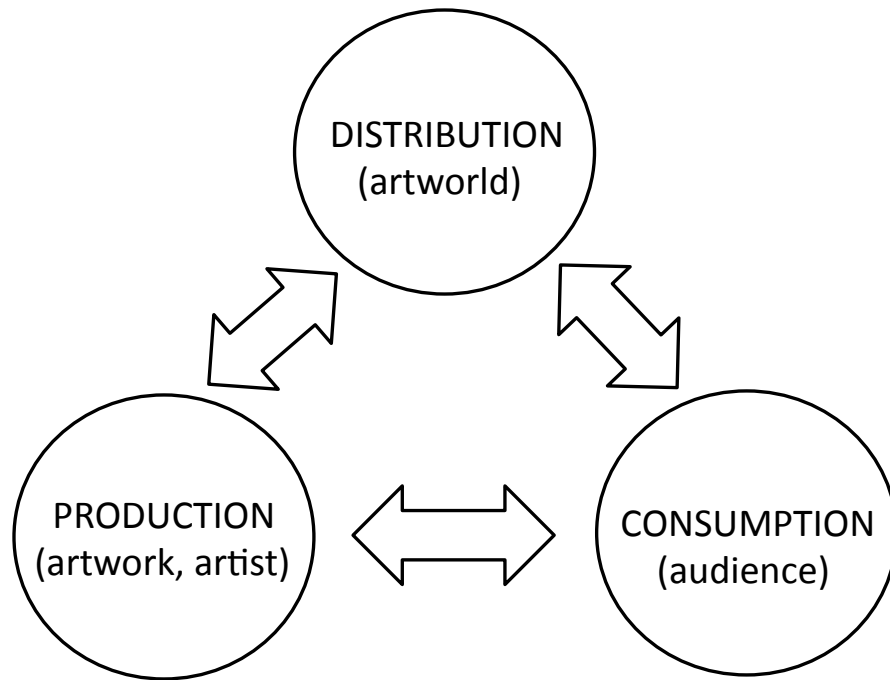 DISTRIBUTION
(artworld)
PRODUCTION
(artwork, artist)
CONSUMPTION
(audience)